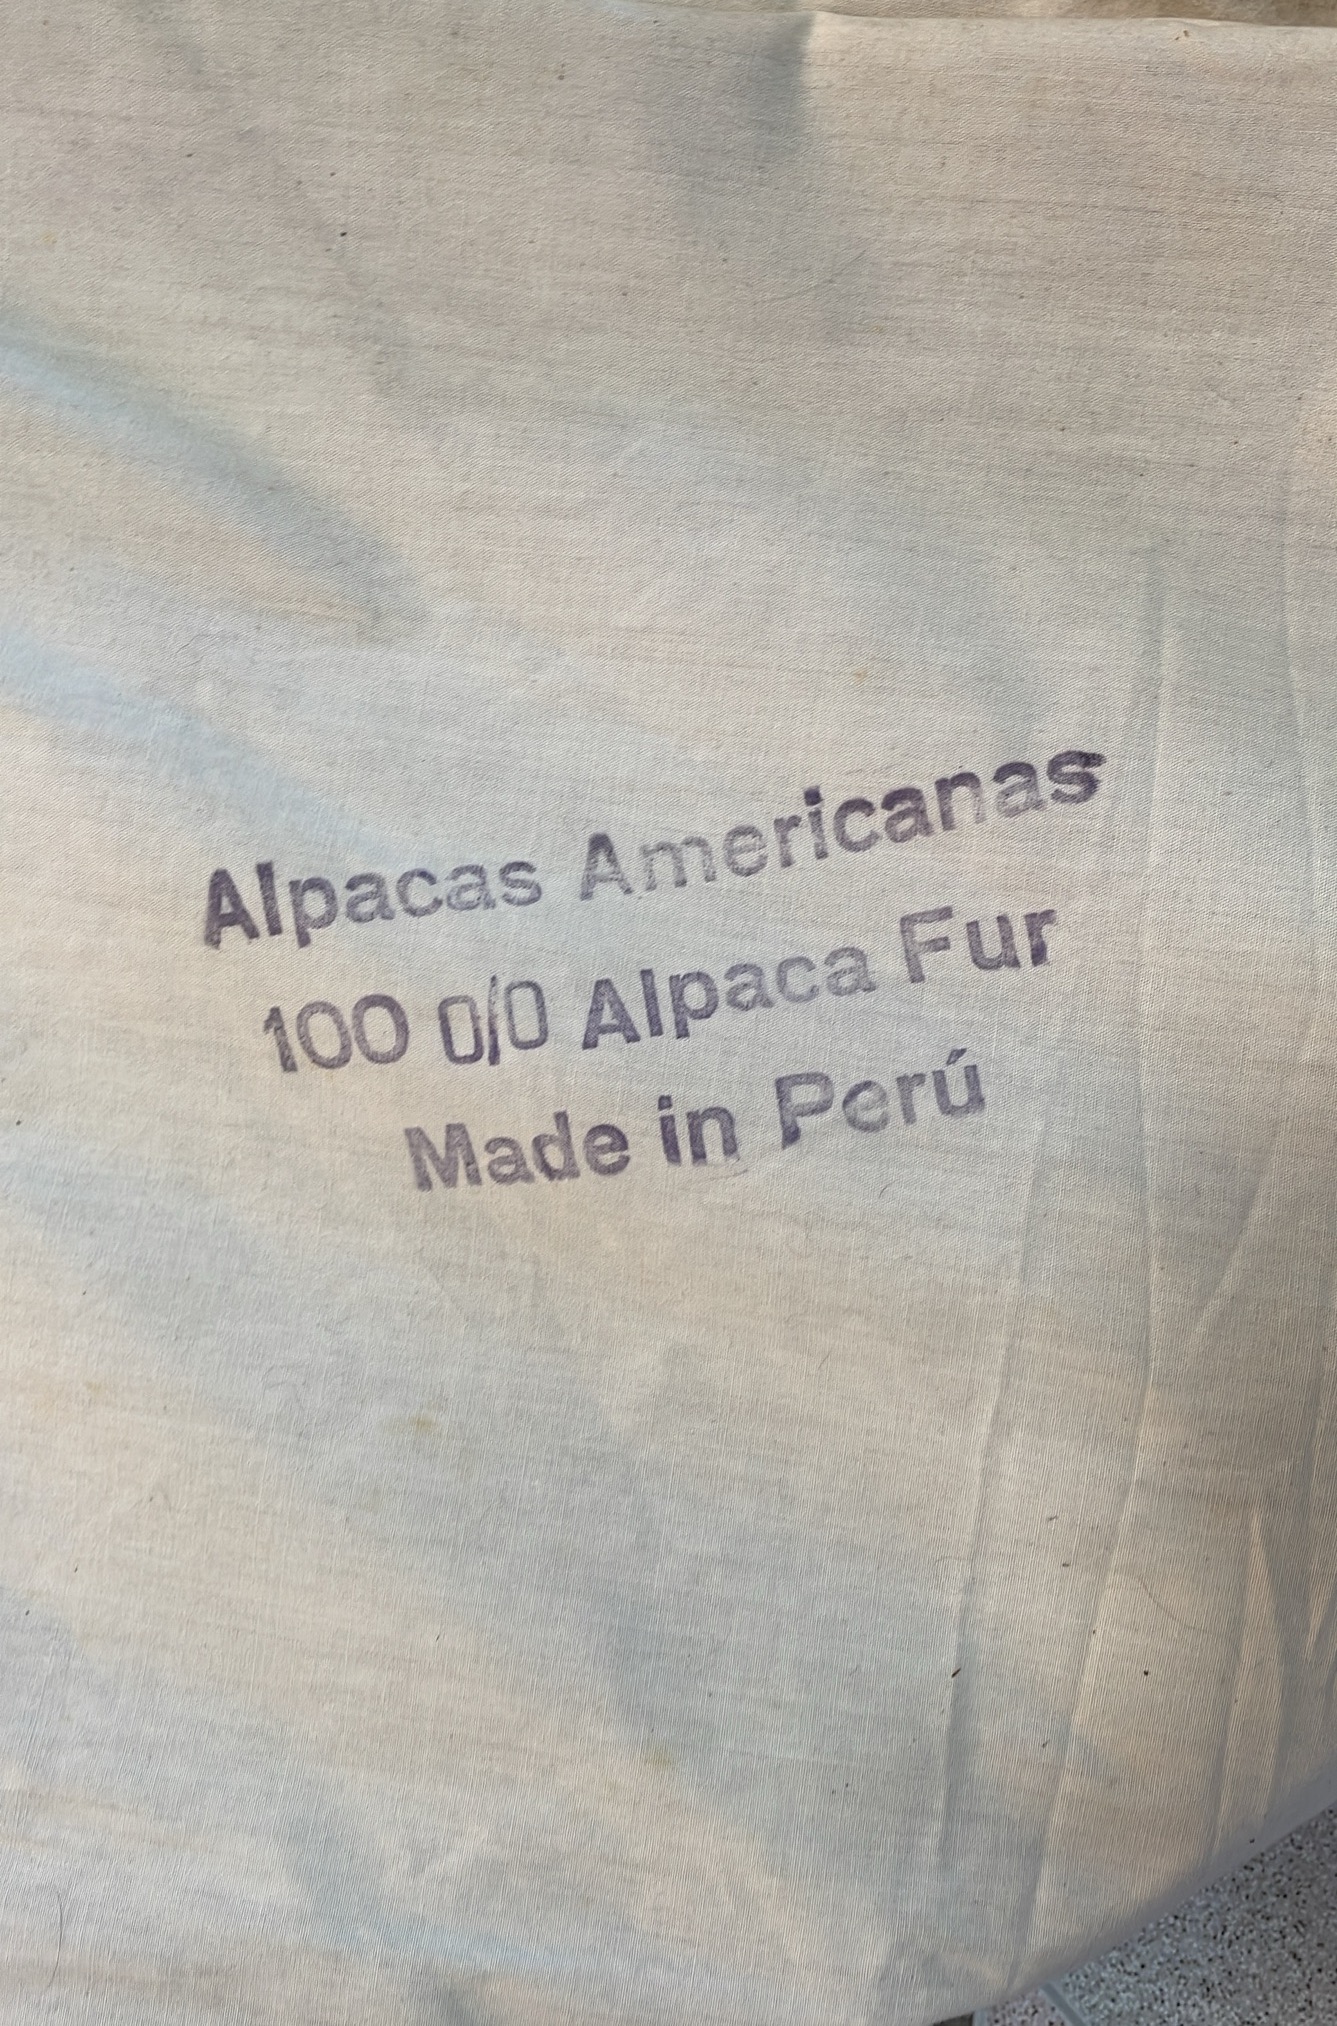 Alpacas Americanas
100 0/0 Alpaca Fur
Made in Perú